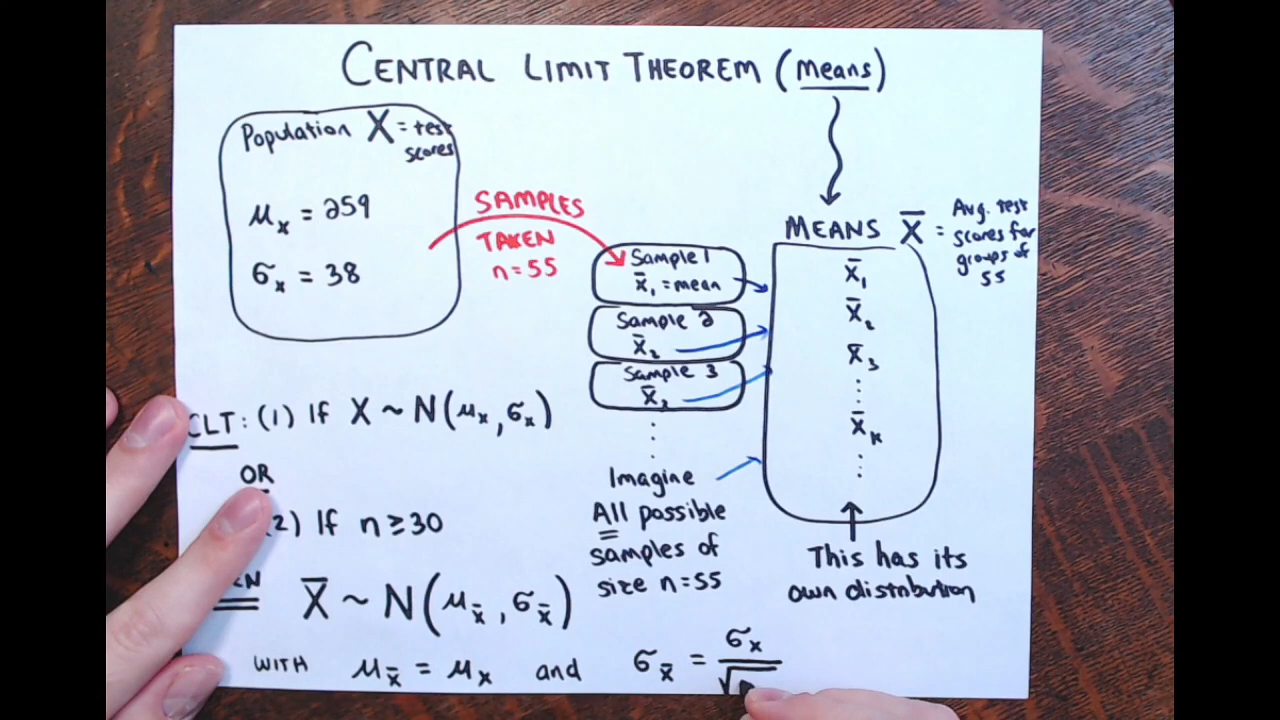 CENTRAL LIMIT THEOREM (means)
Population X = test
scores
μx = 259
σx = 38
SAMPLES
TAKEN
n=55
Sample 1
x̄₁ = mean
Sample 2
x̄₂
Sample 3
x̄₃
Imagine
All possible
samples of
size n=55
MEANS X̄ = Avg. test
scores for
groups of
55
x̄₁
x̄₂
x̄₃
x̄ₖ
This has its
own distribution
CLT: (1) If X ~ N(μx, σx)
OR
2) If n ≥ 30
X̄ ~ N(μx̄, σx̄)
WITH μx̄ = μx and σx̄ = σx / √